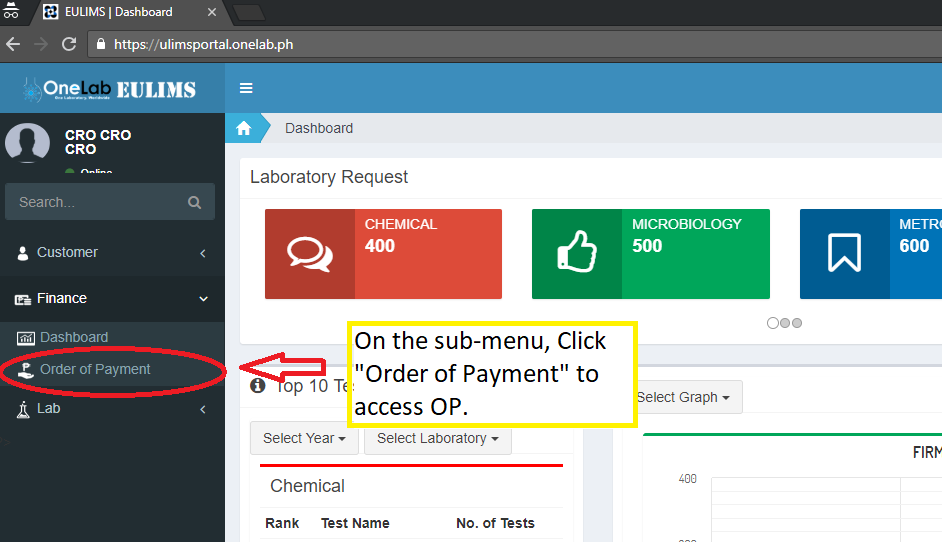 EULIMS | Dashboard
https://ulimsportal.onelab.ph
OneLab EULIMS
One Laboratory Worldwide
Dashboard
CRO CRO
CRO
Online
Search...
Customer
Finance
Dashboard
Order of Payment
Lab
Laboratory Request
CHEMICAL
400
MICROBIOLOGY
500
METRO
600
On the sub-menu, Click
"Order of Payment" to
access OP.
Top 10 Te
Select Year
Select Laboratory
Select Graph
Chemical
Rank Test Name No. of Tests
FIRM
400